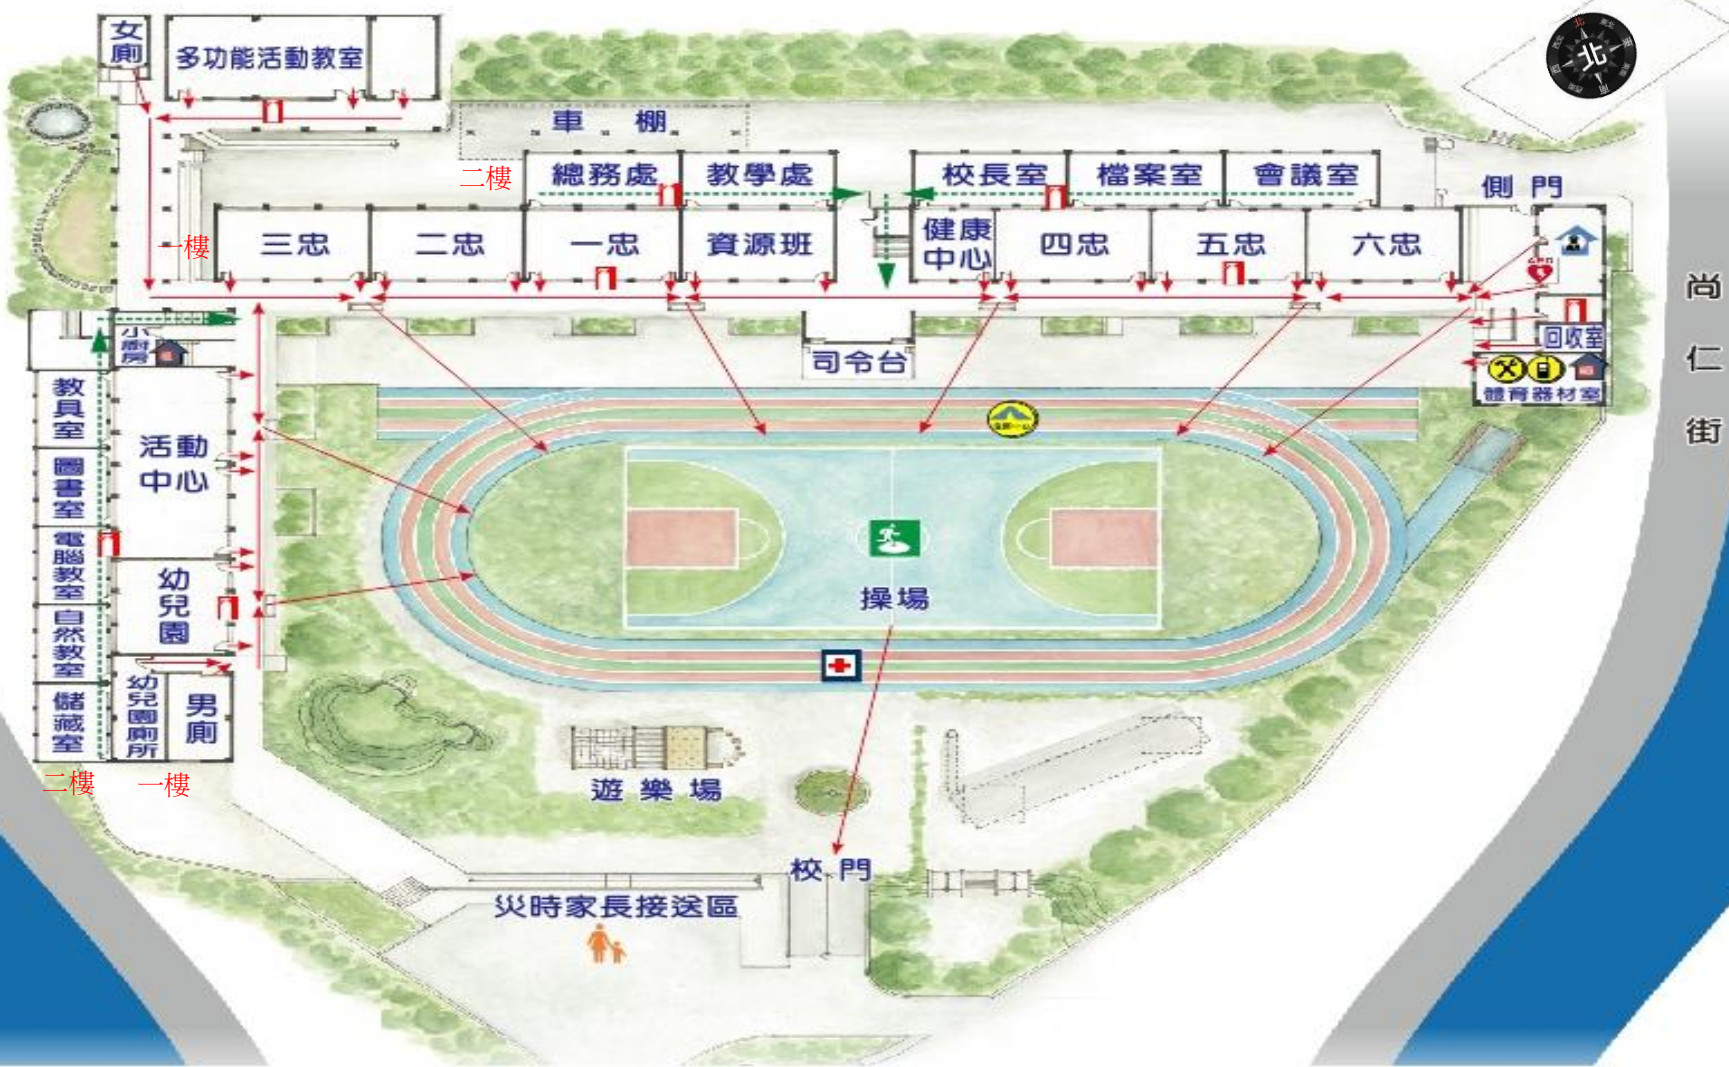 女廁
多功能活動教室
北
北
南
車 棚
二樓
總務處
教學處
校長室
檔案室
會議室
側 門
一樓
三忠
二忠
一忠
資源班
健康
中心
四忠
五忠
六忠
AED
尚仁街
小廚房
司令台
回收室
體育器材室
教具室
活動
中心
圖書室
電腦教室
幼兒園
操場
自然教室
儲藏室
幼兒園廁所
男廁
二樓
一樓
遊 樂 場
校 門
災時家長接送區